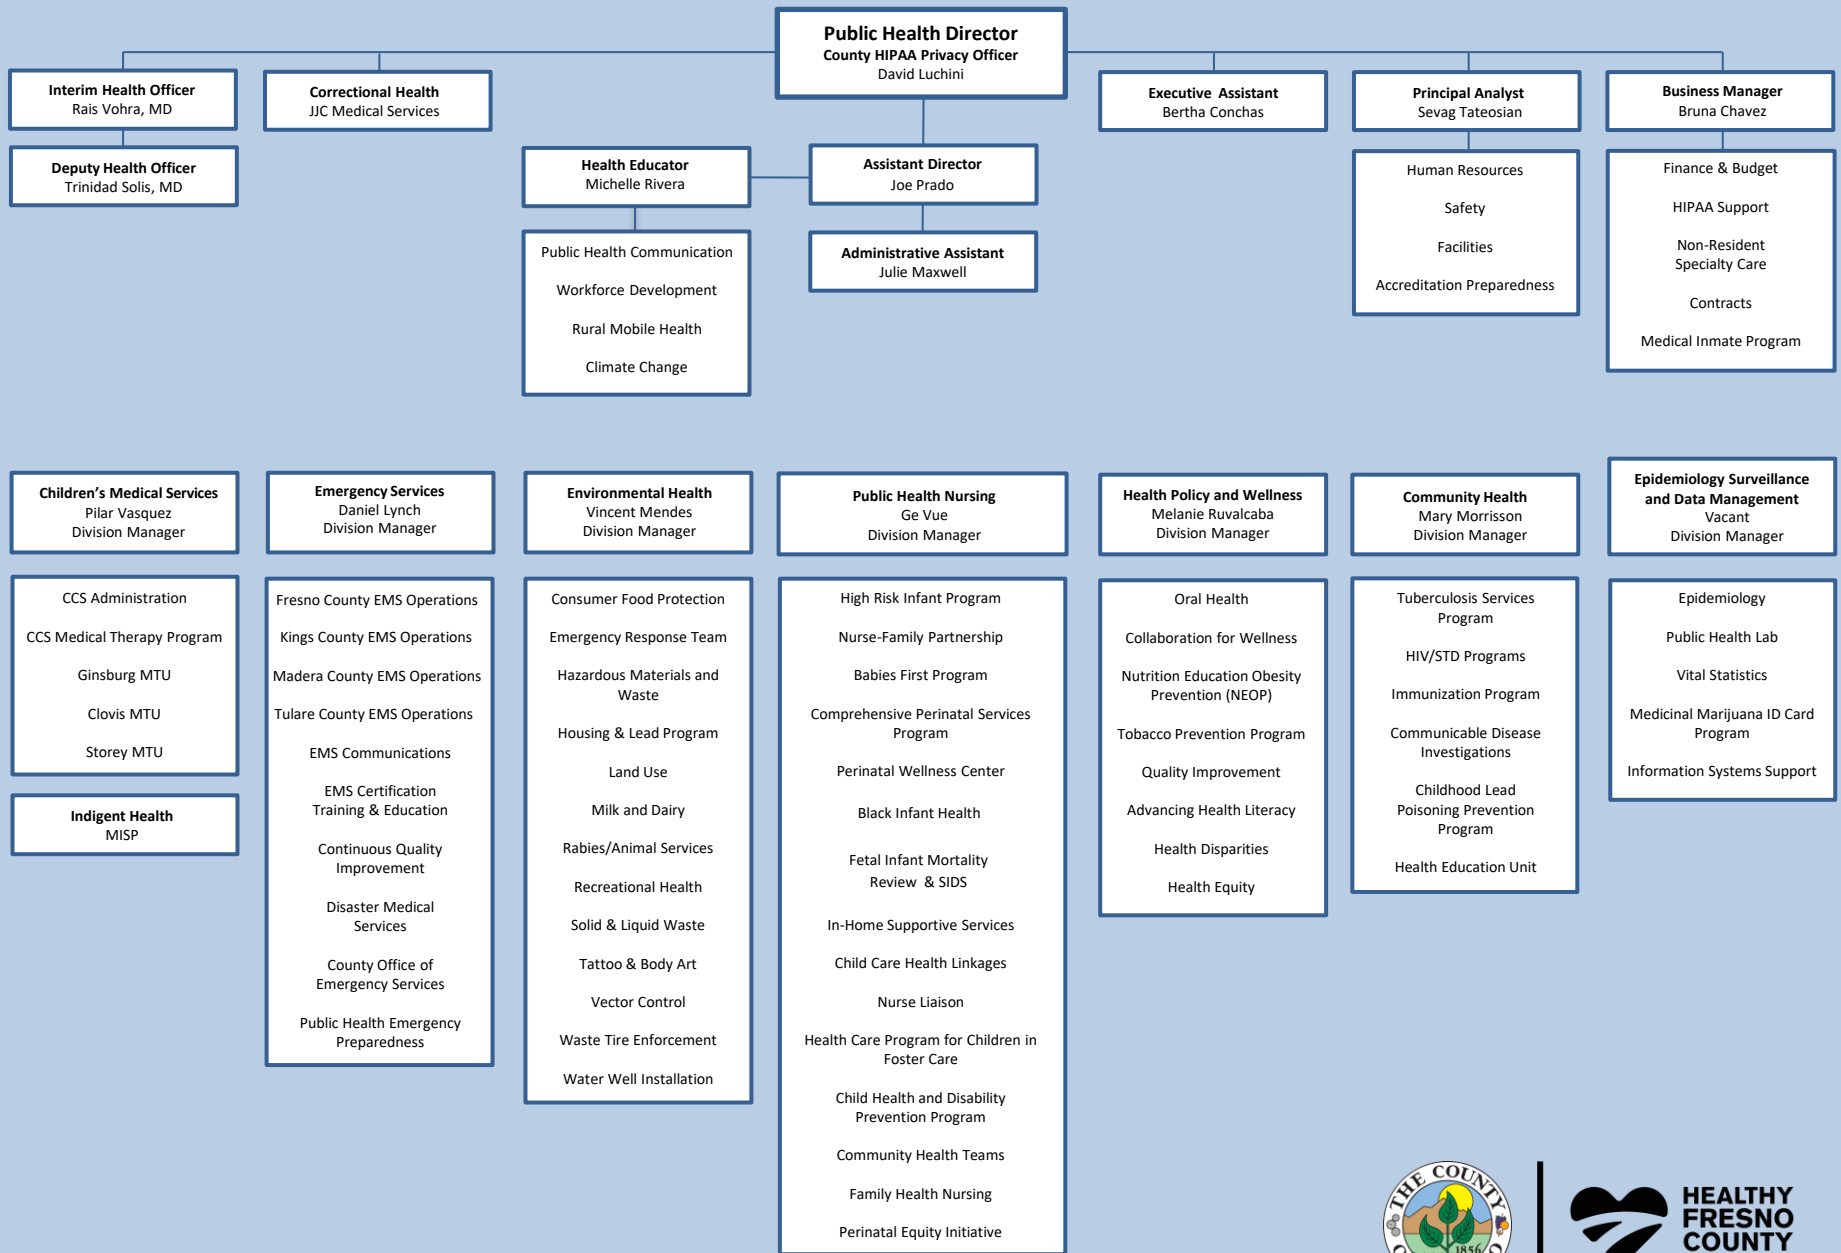 Public Health Director
County HIPAA Privacy Officer
David Luchini
Interim Health Officer
Rais Vohra, MD
Correctional Health
JJC Medical Services
Executive Assistant
Bertha Conchas
Principal Analyst
Sevag Tateosian
Business Manager
Bruna Chavez
Deputy Health Officer
Trinidad Solis, MD
Health Educator
Michelle Rivera
Assistant Director
Joe Prado
Administrative Assistant
Julie Maxwell
Public Health Communication
Workforce Development
Rural Mobile Health
Climate Change
Human Resources
Safety
Facilities
Accreditation Preparedness
Finance & Budget
HIPAA Support
Non-Resident
Specialty Care
Contracts
Medical Inmate Program
Children's Medical Services
Pilar Vasquez
Division Manager
CCS Administration
CCS Medical Therapy Program
Ginsburg MTU
Clovis MTU
Storey MTU
Indigent Health
MISP
Emergency Services
Daniel Lynch
Division Manager
Fresno County EMS Operations
Kings County EMS Operations
Madera County EMS Operations
Tulare County EMS Operations
EMS Communications
EMS Certification
Training & Education
Continuous Quality
Improvement
Disaster Medical
Services
County Office of
Emergency Services
Public Health Emergency
Preparedness
Environmental Health
Vincent Mendes
Division Manager
Consumer Food Protection
Emergency Response Team
Hazardous Materials and
Waste
Housing & Lead Program
Land Use
Milk and Dairy
Rabies/Animal Services
Recreational Health
Solid & Liquid Waste
Tattoo & Body Art
Vector Control
Waste Tire Enforcement
Water Well Installation
Public Health Nursing
Ge Vue
Division Manager
High Risk Infant Program
Nurse-Family Partnership
Babies First Program
Comprehensive Perinatal Services
Program
Perinatal Wellness Center
Black Infant Health
Fetal Infant Mortality
Review & SIDS
In-Home Supportive Services
Child Care Health Linkages
Nurse Liaison
Health Care Program for Children in
Foster Care
Child Health and Disability
Prevention Program
Community Health Teams
Family Health Nursing
Perinatal Equity Initiative
Health Policy and Wellness
Melanie Ruvalcaba
Division Manager
Oral Health
Collaboration for Wellness
Nutrition Education Obesity
Prevention (NEOP)
Tobacco Prevention Program
Quality Improvement
Advancing Health Literacy
Health Disparities
Health Equity
Community Health
Mary Morrisson
Division Manager
Tuberculosis Services
Program
HIV/STD Programs
Immunization Program
Communicable Disease
Investigations
Childhood Lead
Poisoning Prevention
Program
Health Education Unit
Epidemiology Surveillance
and Data Management
Vacant
Division Manager
Epidemiology
Public Health Lab
Vital Statistics
Medicinal Marijuana ID Card
Program
Information Systems Support
THE COUNTY
1856
HEALTHY
FRESNO
COUNTY